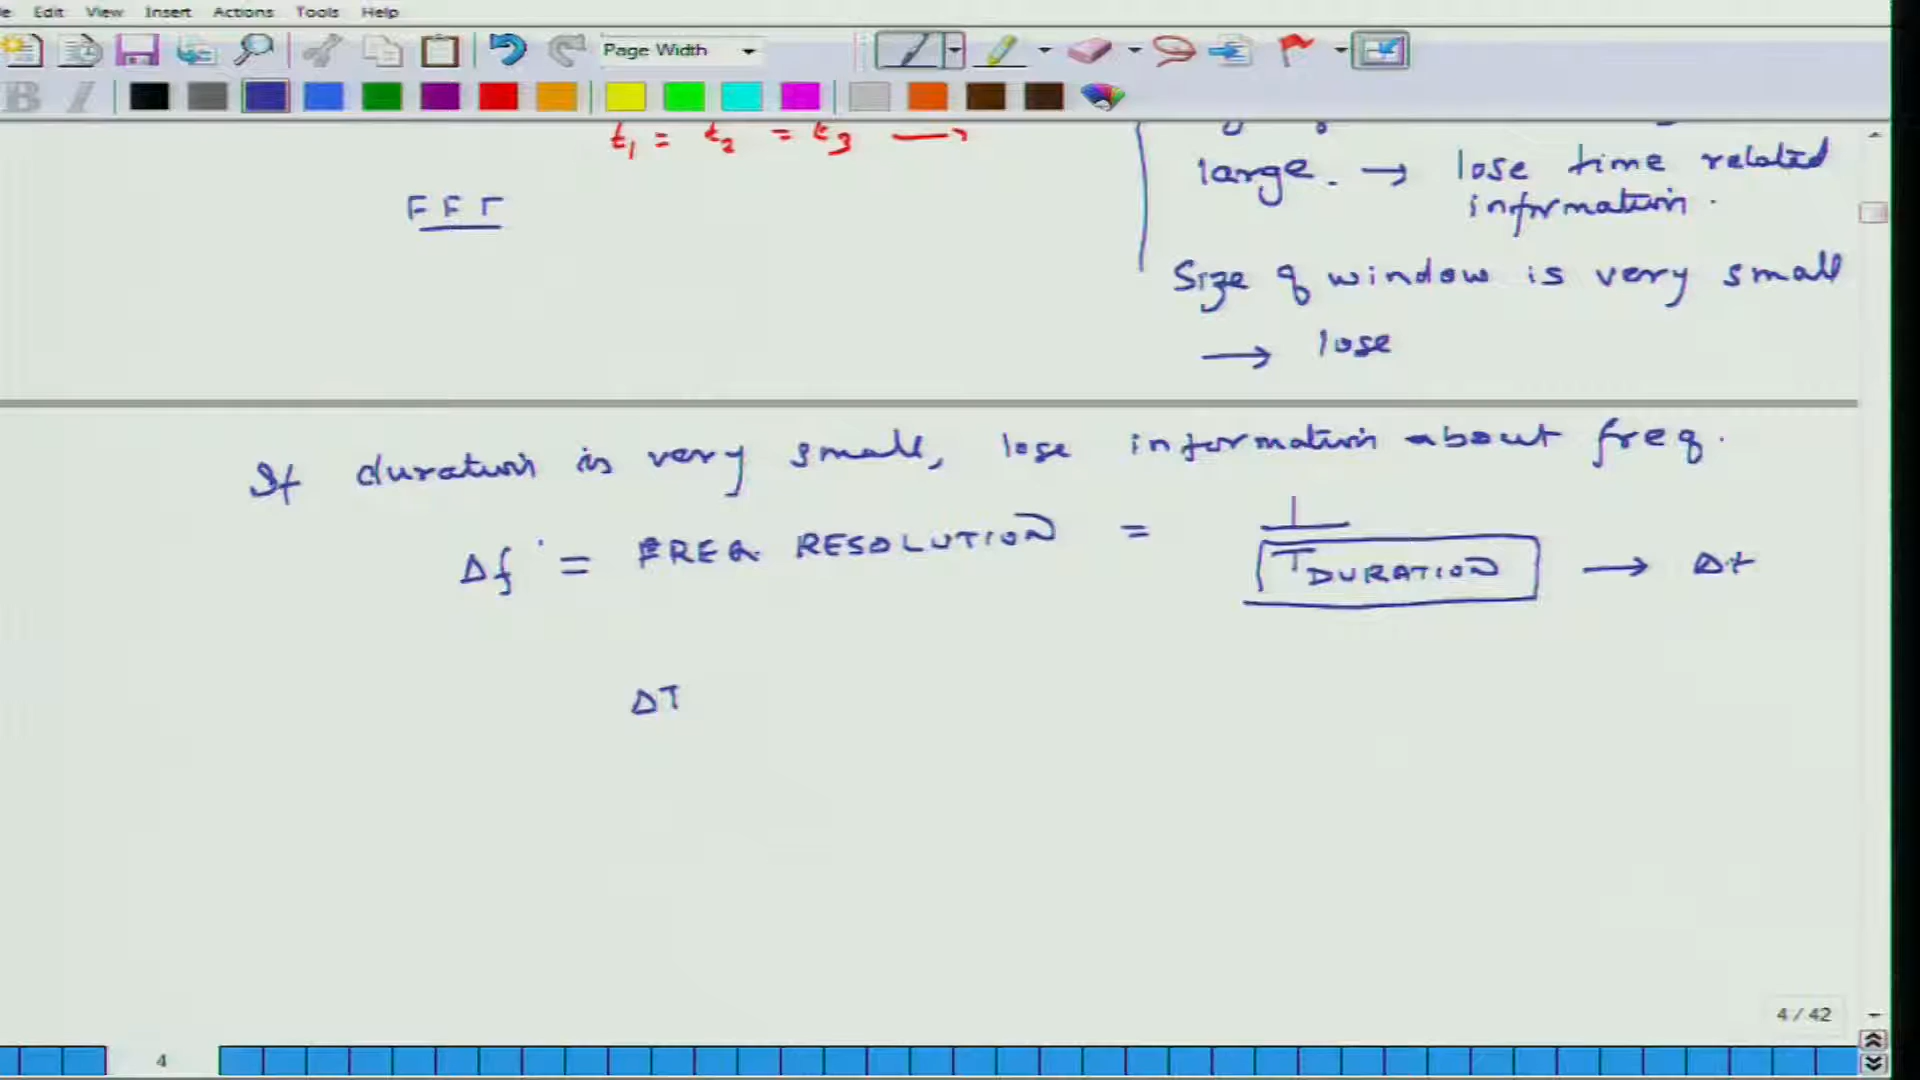 Edit View Insert Actions Tools Help
Page Width
B I
t1 = t2 = t3 →
large. → lose time related
information.
FFT
Size of window is very small
→ lose
If duration is very small, lose information about freq.
Δf = FREQ. RESOLUTION = 1
TDURATION → Δt
ΔT
4 / 42
4